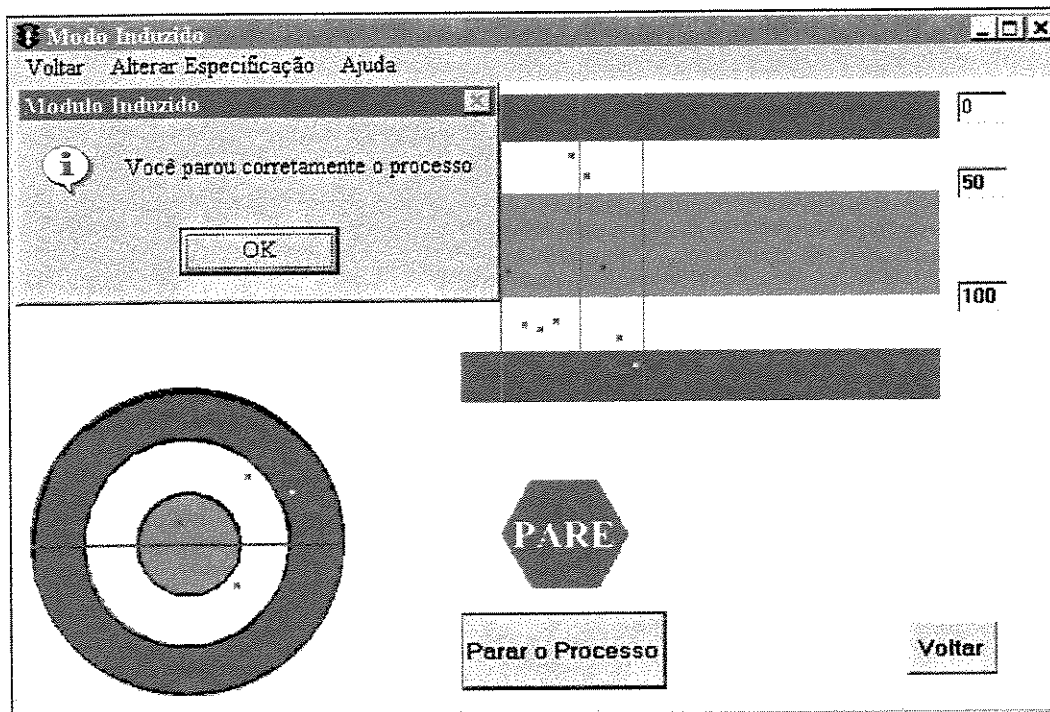 Modo Induzido
Voltar Alterar Especificação Ajuda
Modulo Induzido
Você parou corretamente o processo
OK
0
50
100
PARE
Parar o Processo
Voltar